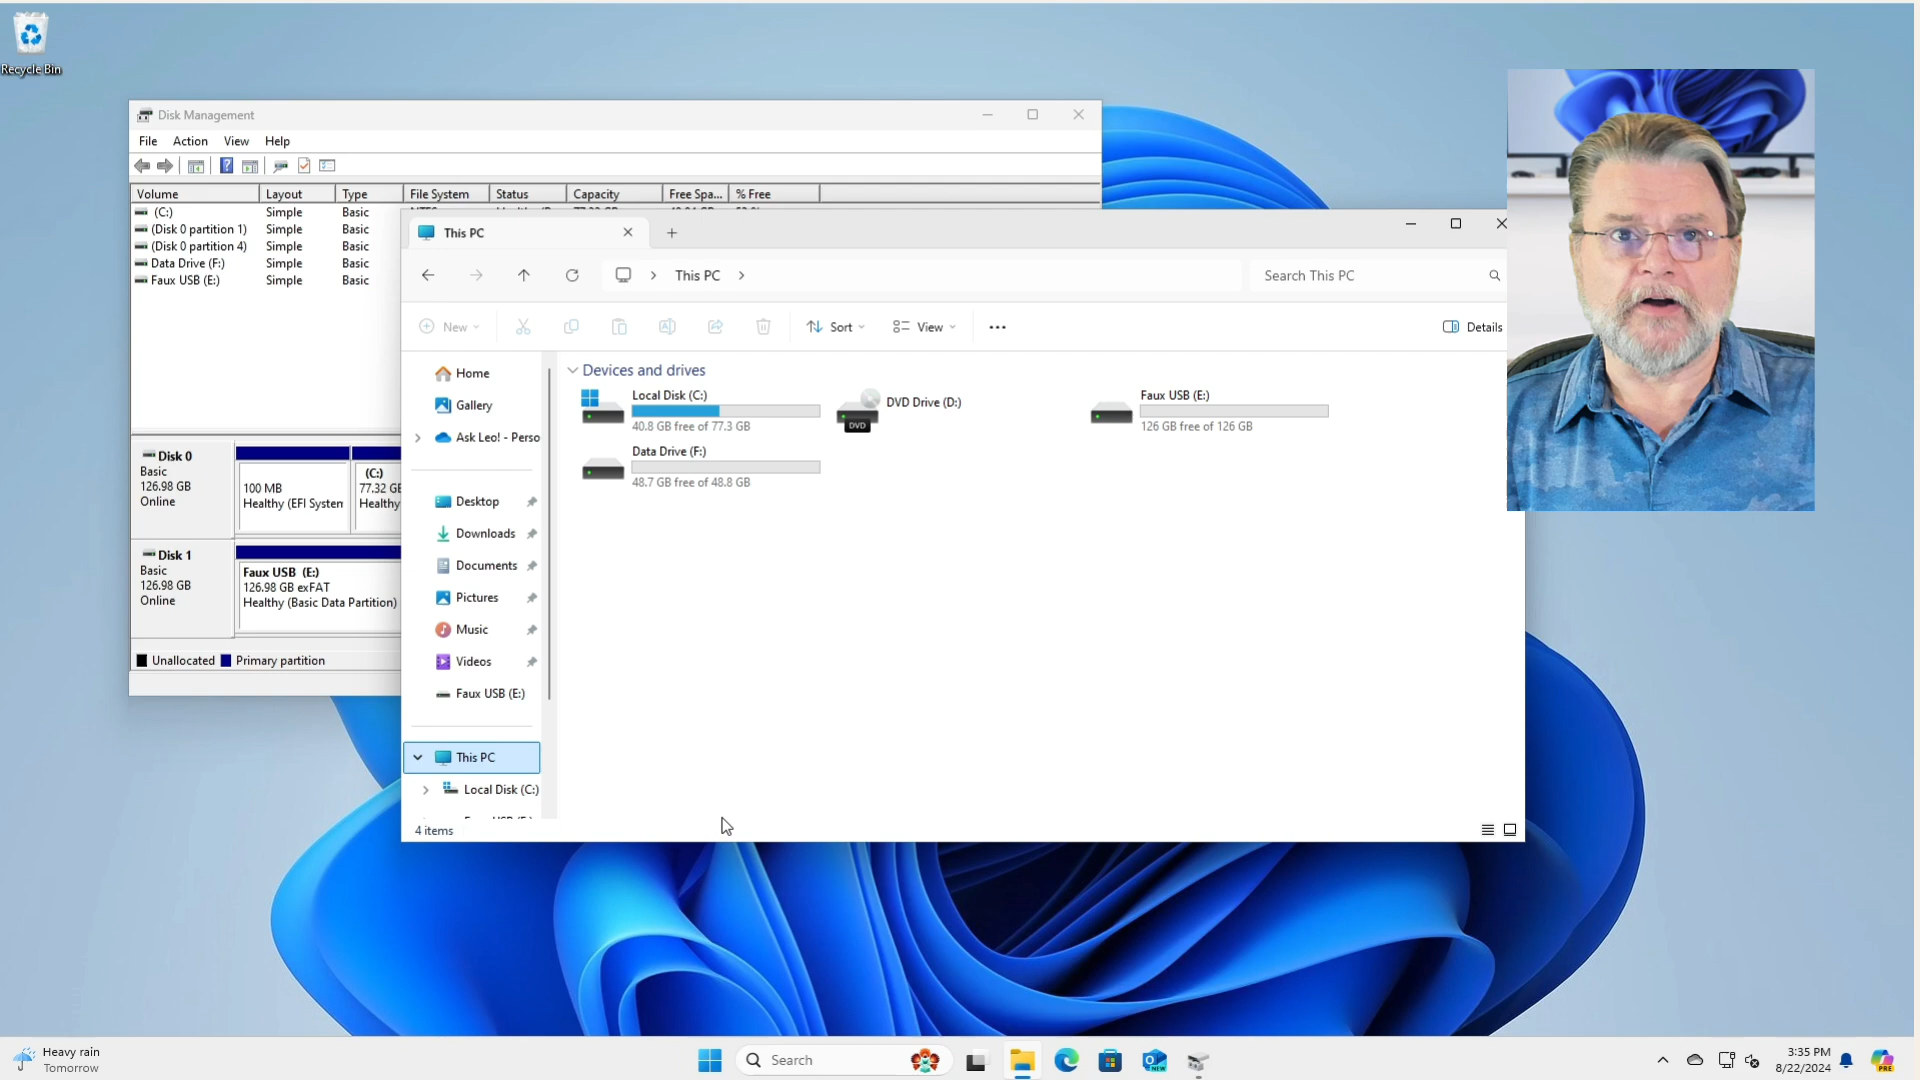 Recycle Bin
Disk Management
File Action View Help
Volume Layout Type File System Status Capacity Free Spa... % Free
(C:) Simple Basic
(Disk 0 partition 1) Simple Basic
(Disk 0 partition 4) Simple Basic
Data Drive (F:) Simple Basic
Faux USB (E:) Simple Basic
Disk 0
Basic
126.98 GB
Online
100 MB
Healthy (EFI System
(C:)
77.32 GB
Healthy
Disk 1
Basic
126.98 GB
Online
Faux USB (E:)
126.98 GB exFAT
Healthy (Basic Data Partition)
Unallocated Primary partition
This PC
This PC
Search This PC
New Sort View Details
Home
Gallery
Ask Leo! - Perso
Desktop
Downloads
Documents
Pictures
Music
Videos
Faux USB (E:)
This PC
Local Disk (C:)
4 items
Devices and drives
Local Disk (C:)
40.8 GB free of 77.3 GB
DVD
DVD Drive (D:)
Faux USB (E:)
126 GB free of 126 GB
Data Drive (F:)
48.7 GB free of 48.8 GB
Heavy rain
Tomorrow
Search
NEW
3:35 PM
8/22/2024
PRE